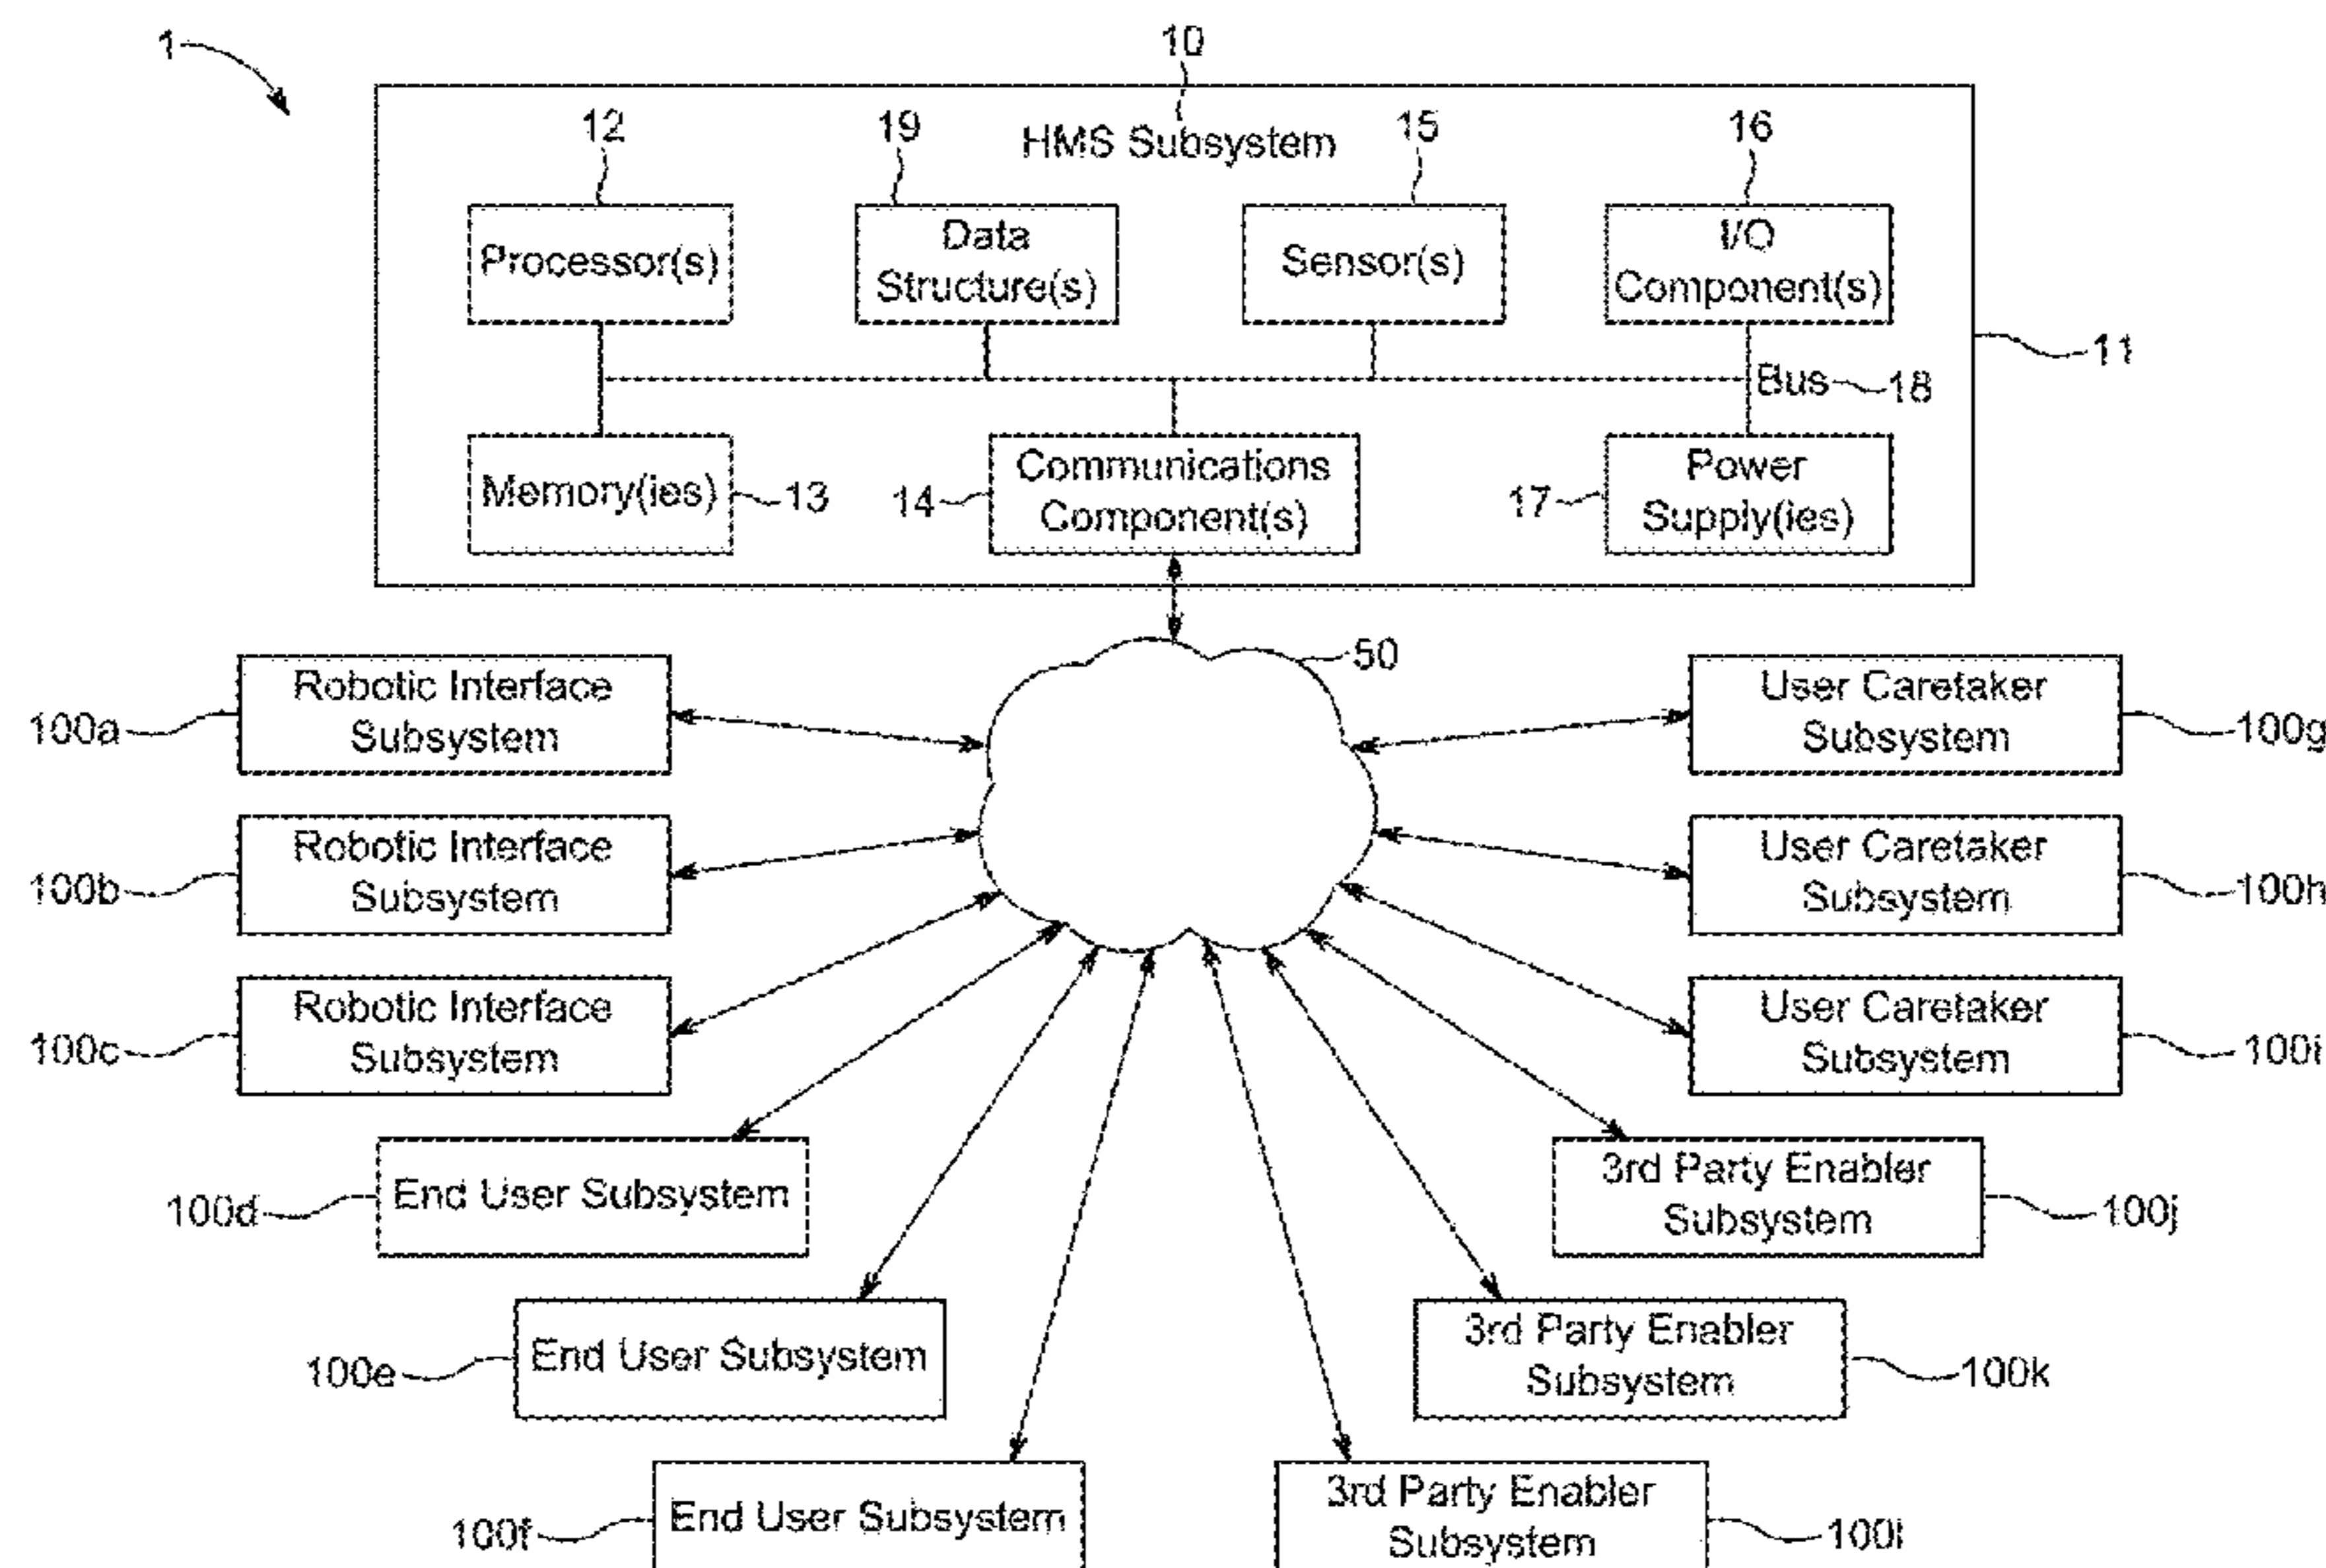 1
10
12
19
HMS Subsystem
15
16
Processor(s)
Data
Structure(s)
Sensor(s)
I/O
Component(s)
11
Bus
18
Memory(ies)
13
14
Communications
Component(s)
17
Power
Supply(ies)
50
Robotic Interface
Subsystem
100a
User Caretaker
Subsystem
100g
Robotic Interface
Subsystem
100b
User Caretaker
Subsystem
100h
Robotic Interface
Subsystem
100c
User Caretaker
Subsystem
100i
End User Subsystem
100d
3rd Party Enabler
Subsystem
100j
End User Subsystem
100e
3rd Party Enabler
Subsystem
100k
End User Subsystem
100f
3rd Party Enabler
Subsystem
100l